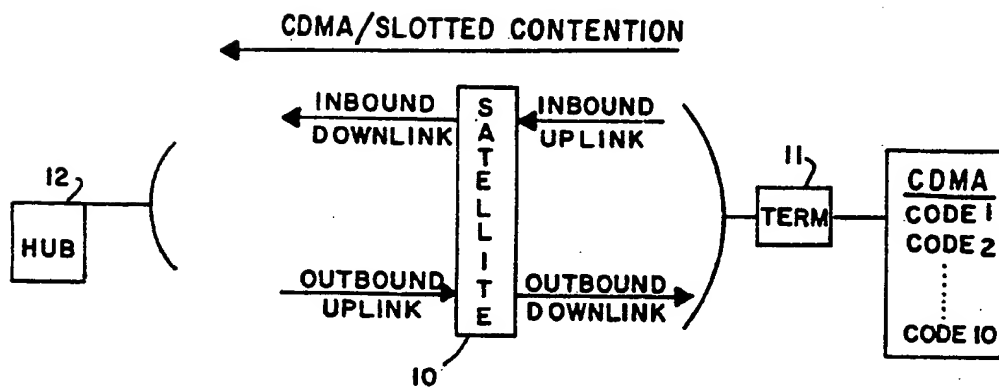 CDMA/SLOTTED CONTENTION
INBOUND
DOWNLINK
SATELLITE
INBOUND
UPLINK
12
HUB
11
TERM
CDMA
CODE 1
CODE 2
CODE 10
OUTBOUND
UPLINK
OUTBOUND
DOWNLINK
10